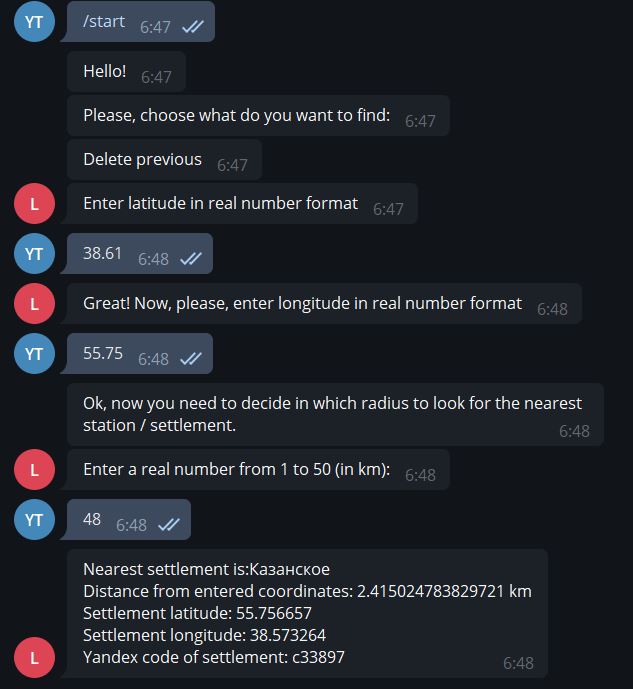 YT
/start 6:47
Hello! 6:47
Please, choose what do you want to find: 6:47
Delete previous 6:47
L
Enter latitude in real number format 6:47
YT
38.61 6:48
L
Great! Now, please, enter longitude in real number format 6:48
YT
55.75 6:48
Ok, now you need to decide in which radius to look for the nearest
station / settlement.
6:48
L
Enter a real number from 1 to 50 (in km): 6:48
YT
48 6:48
Nearest settlement is:Казанское
Distance from entered coordinates: 2.415024783829721 km
Settlement latitude: 55.756657
Settlement longitude: 38.573264
L
Yandex code of settlement: c33897 6:48